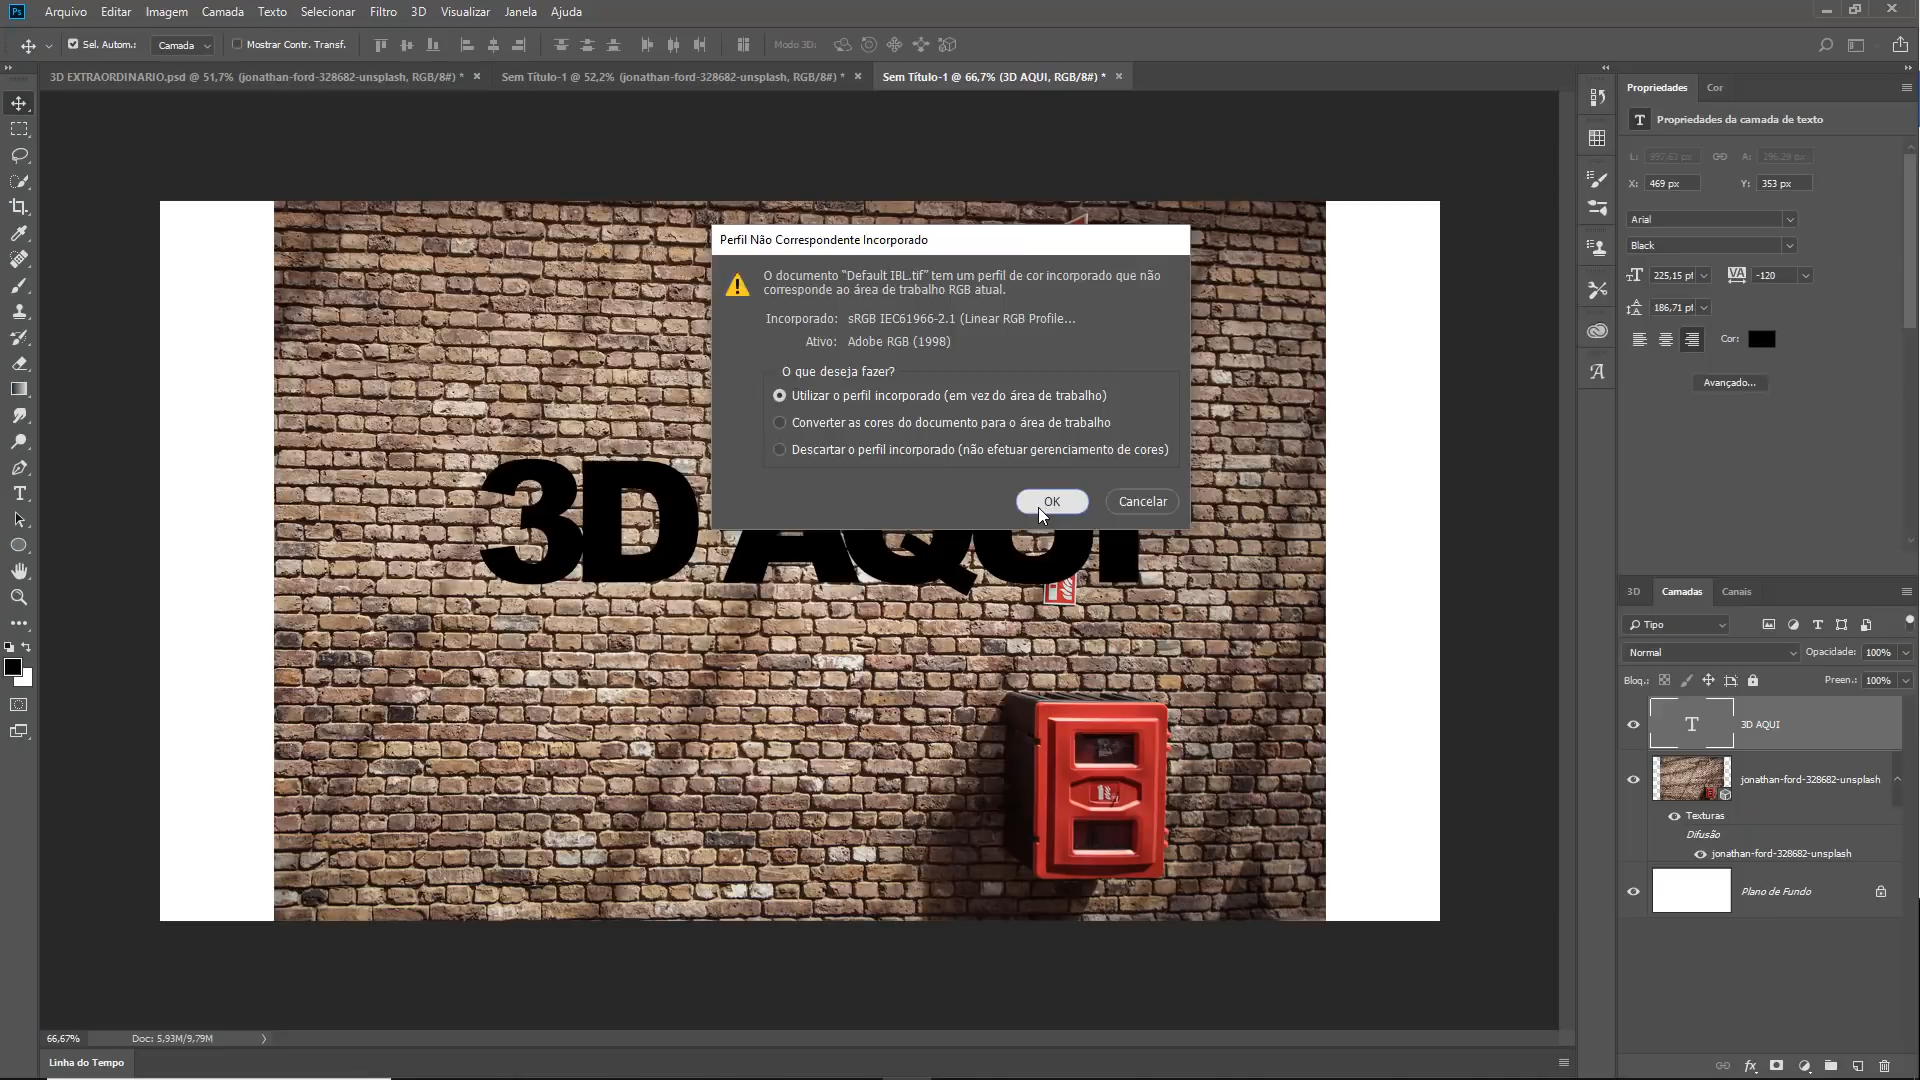 Ps Arquivo Editar Imagem Camada Texto Selecionar Filtro 3D Visualizar Janela Ajuda
Sel. Autom.: Camada Mostrar Contr. Transf. Modo 3D:
3D EXTRAORDINARIO.psd @ 51,7% (jonathan-ford-328682-unsplash, RGB/8#) * Sem Título-1 @ 52,2% (jonathan-ford-328682-unsplash, RGB/8#) * Sem Título-1 @ 66,7% (3D AQUI, RGB/8#) *
Propriedades Cor
Propriedades da camada de texto
L: 997,63 px A: 296,29 px
X: 469 px Y: 353 px
Arial
Black
225,15 pt VA -120
186,71 pt
Cor:
Avançado...
Perfil Não Correspondente Incorporado
O documento “Default IBL.tif” tem um perfil de cor incorporado que não
corresponde ao área de trabalho RGB atual.
Incorporado: sRGB IEC61966-2.1 (Linear RGB Profile...
Ativo: Adobe RGB (1998)
O que deseja fazer?
Utilizar o perfil incorporado (em vez do área de trabalho)
Converter as cores do documento para o área de trabalho
Descartar o perfil incorporado (não efetuar gerenciamento de cores)
OK Cancelar
3D AQUI
3D Camadas Canais
Tipo
Normal Opacidade: 100%
Bloq.: Preen.: 100%
T 3D AQUI
jonathan-ford-328682-unsplash
Texturas
Difusão
jonathan-ford-328682-unsplash
Plano de Fundo
66,67% Doc: 5,93M/9,79M
Linha do Tempo
fx